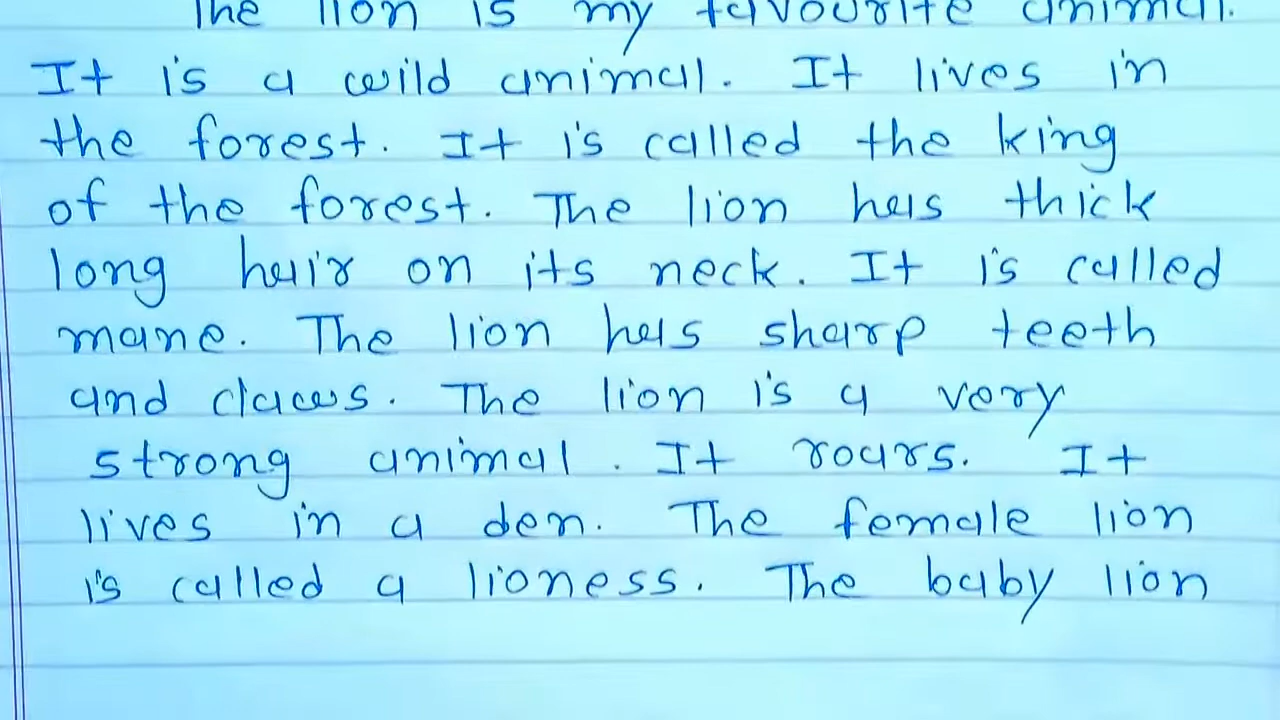 The lion is my favourite animal.
It is a wild animal. It lives in
the forest. It is called the king
of the forest. The lion has thick
long hair on its neck. It is called
mane. The lion has sharp teeth
and claws. The lion is a very
strong animal. It roars. It
lives in a den. The female lion
is called a lioness. The baby lion